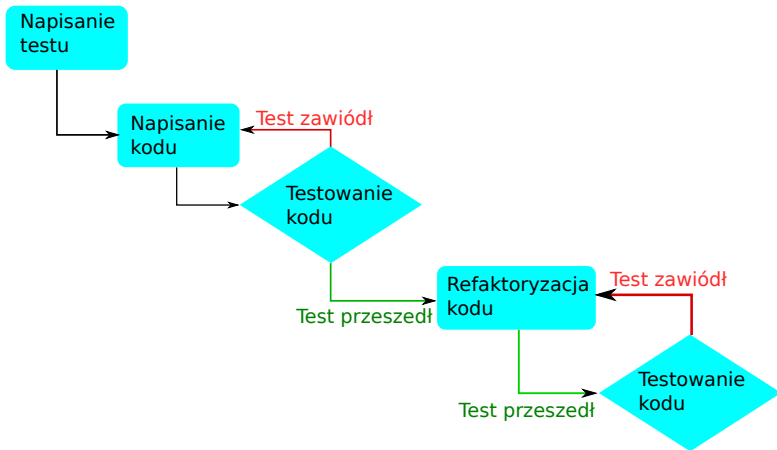 Napisanie
testu
Napisanie
kodu
Test zawiódł
Testowanie
kodu
Test przeszedł
Refaktoryzacja
kodu
Test zawiódł
Testowanie
kodu
Test przeszedł